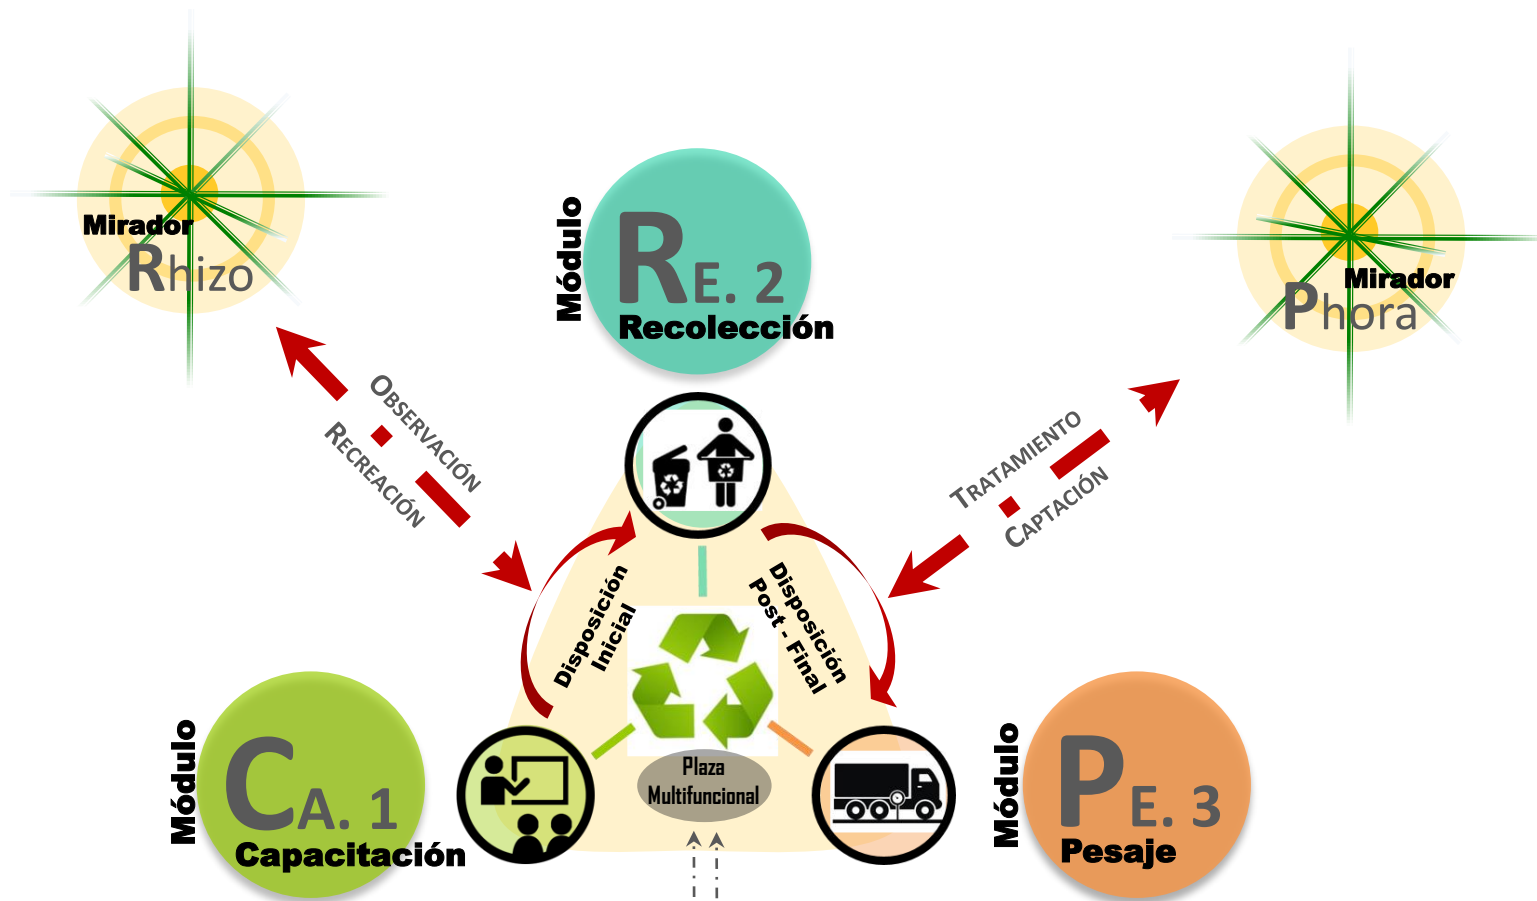 Mirador
Rhizo
Módulo
RE. 2
Recolección
Mirador
Phora
Observación
Recreación
Tratamiento
Captación
Disposición
Inicial
Disposición
Post - Final
Módulo
CA. 1
Capacitación
Plaza
Multifuncional
Módulo
PE. 3
Pesaje